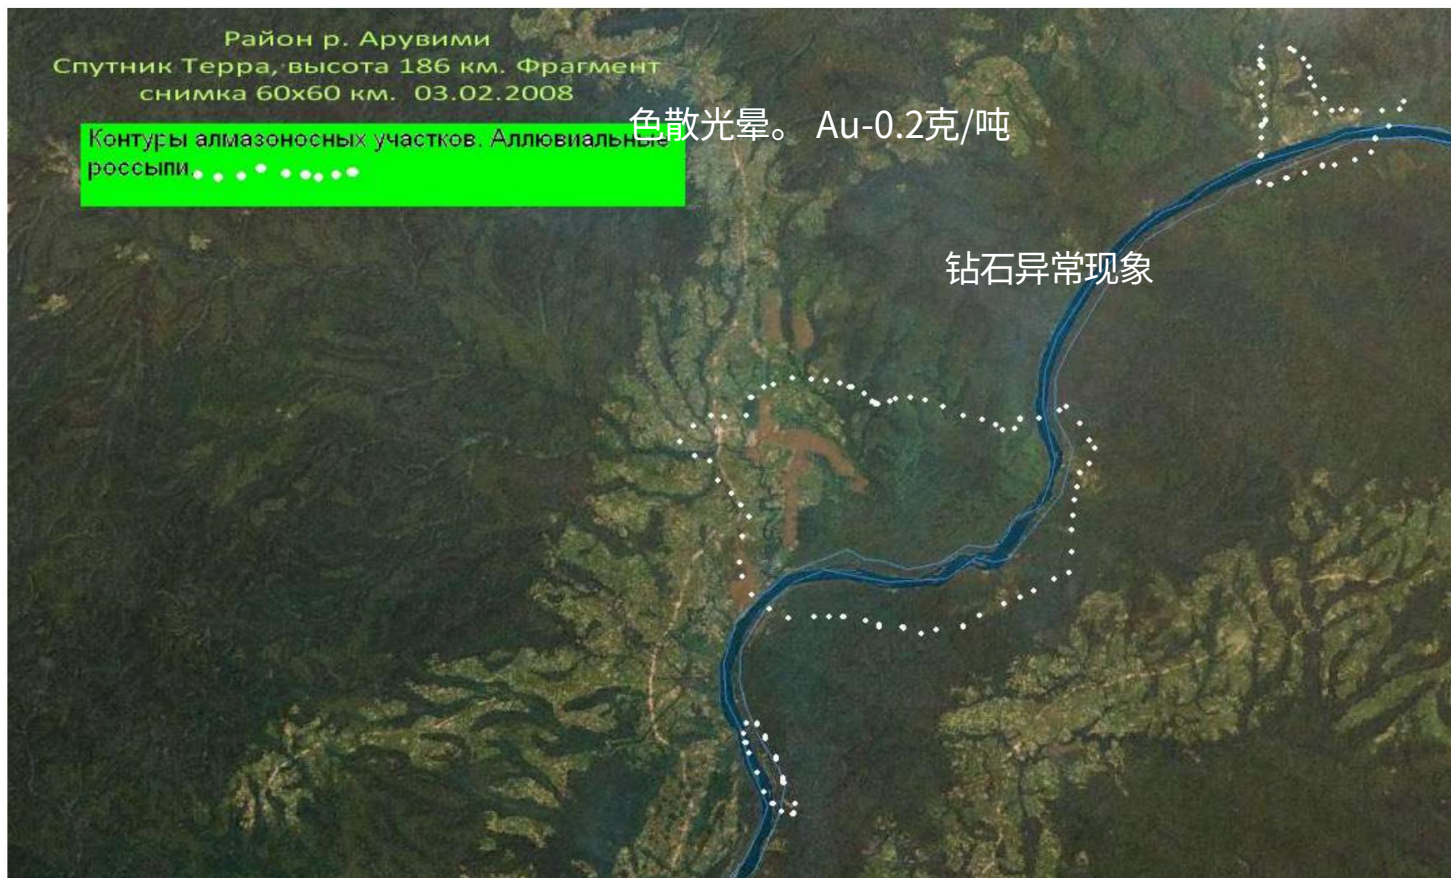 Район р. Арувими
Спутник Терра, высота 186 км. Фрагмент
снимка 60х60 км. 03.02.2008
色散光晕。 Au-0.2克/吨
Контуры алмазоносных участков. Аллювиальные
россыпи
钻石异常现象